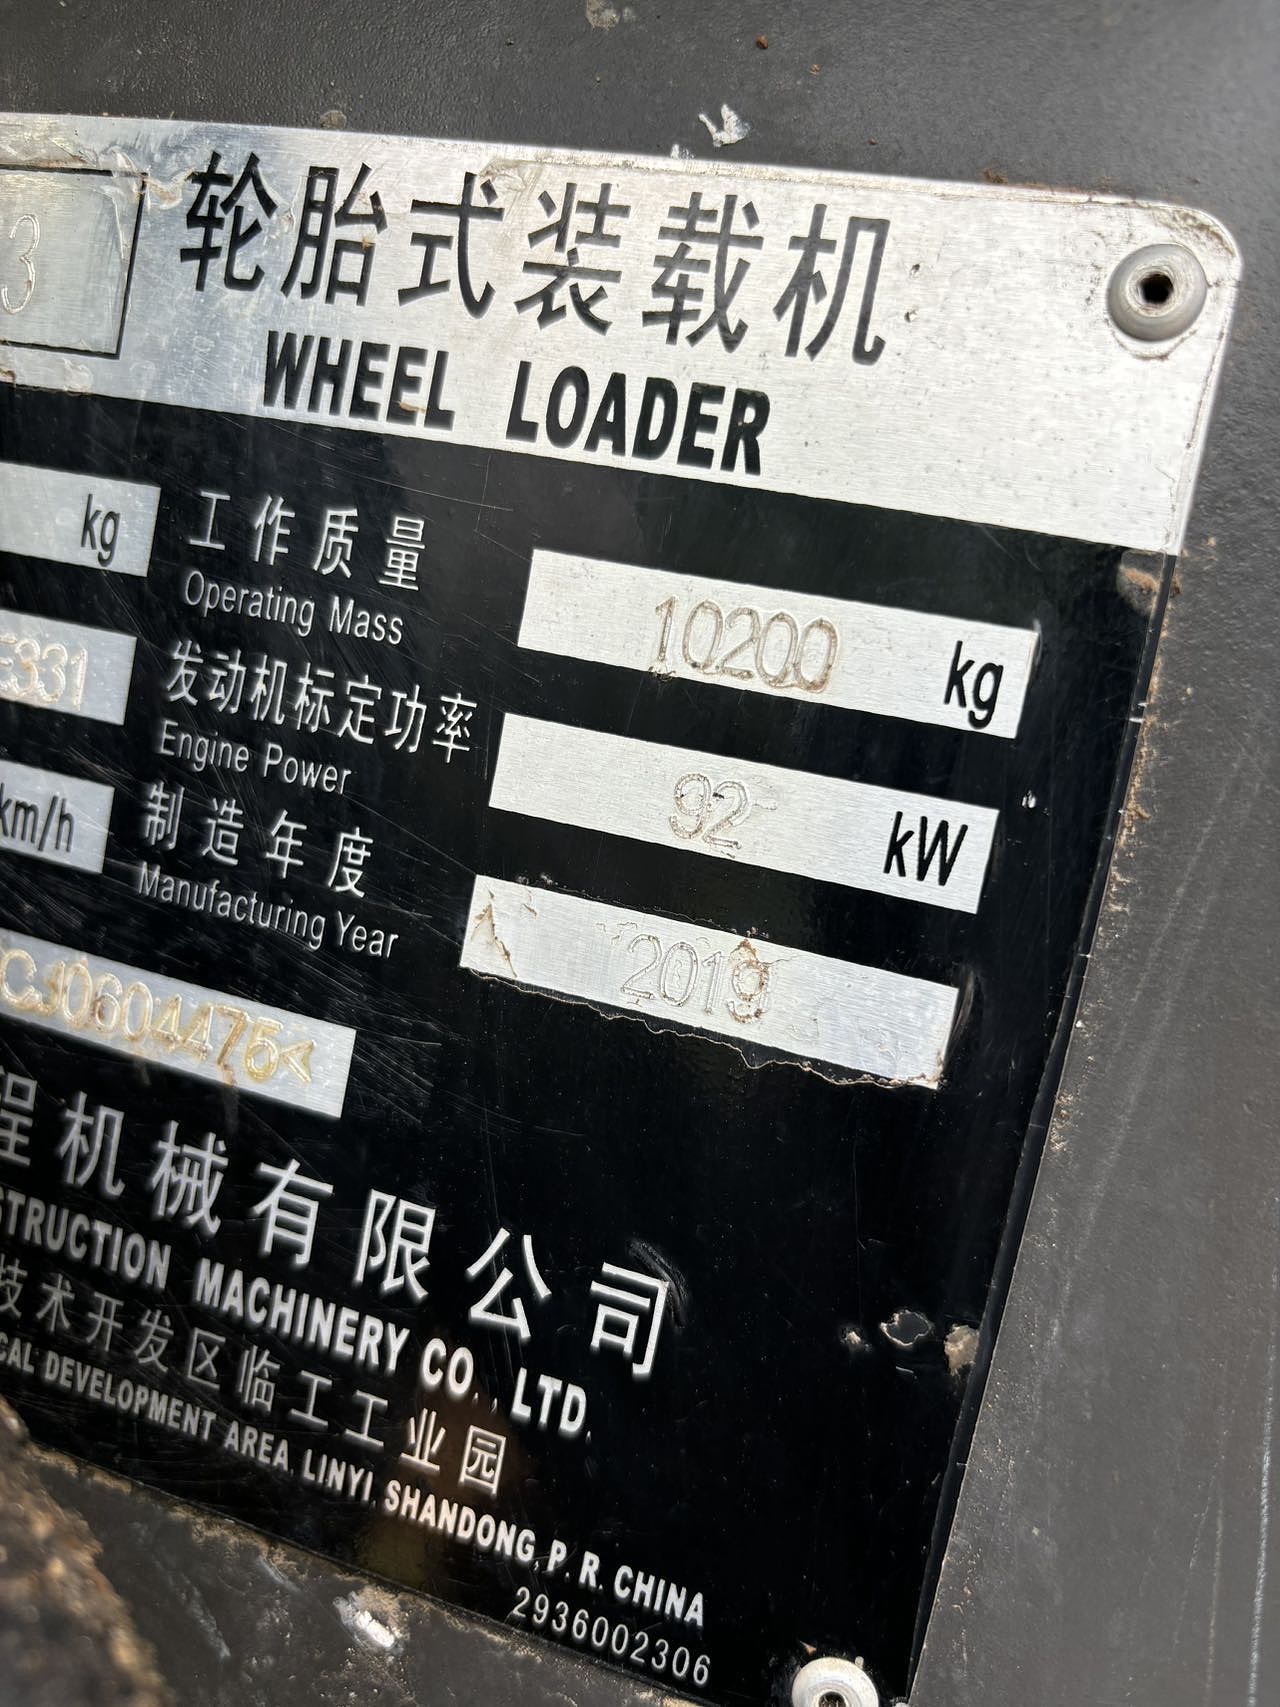 3
轮胎式装载机
WHEEL LOADER
kg
工作质量
Operating Mass
10200 kg
E331
发动机标定功率
Engine Power
92 kW
km/h
制造年度
Manufacturing Year
2019
CJ0604475<
程机械有限公司
STRUCTION MACHINERY CO., LTD.
技术开发区临工工业园
CAL DEVELOPMENT AREA, LINYI, SHANDONG, P. R. CHINA
2936002306